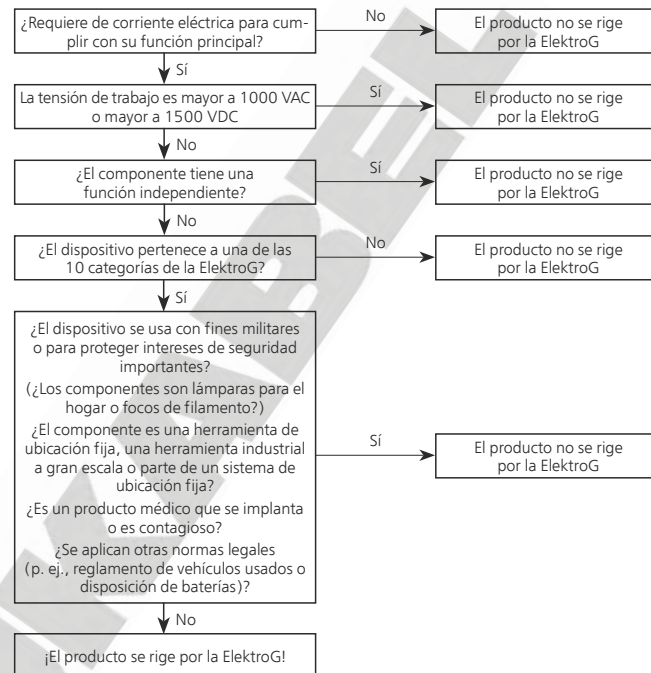 ¿Requiere de corriente eléctrica para cum-
plir con su función principal?
No
El producto no se rige
por la ElektroG
Sí
La tensión de trabajo es mayor a 1000 VAC
o mayor a 1500 VDC
Sí
El producto no se rige
por la ElektroG
No
¿El componente tiene una
función independiente?
Sí
El producto no se rige
por la ElektroG
No
¿El dispositivo pertenece a una de las
10 categorías de la ElektroG?
No
El producto no se rige
por la ElektroG
Sí
¿El dispositivo se usa con fines militares
o para proteger intereses de seguridad
importantes?
(¿Los componentes son lámparas para el
hogar o focos de filamento?)
¿El componente es una herramienta de
ubicación fija, una herramienta industrial
a gran escala o parte de un sistema de
ubicación fija?
¿Es un producto médico que se implanta
o es contagioso?
¿Se aplican otras normas legales
(p. ej., reglamento de vehículos usados o
disposición de baterías)?
Sí
El producto no se rige
por la ElektroG
No
¡El producto se rige por la ElektroG!
KABEL